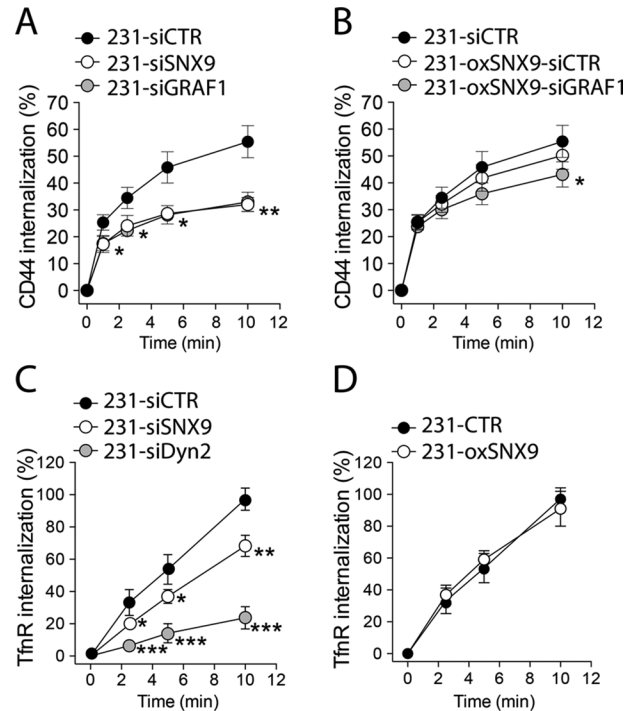 A
231-siCTR
231-siSNX9
231-siGRAF1
CD44 internalization (%)
70
60
50
40
30
20
10
0
* * * **
0 2 4 6 8 10 12
Time (min)
B
231-siCTR
231-oxSNX9-siCTR
231-oxSNX9-siGRAF1
CD44 internalization (%)
70
60
50
40
30
20
10
0
*
0 2 4 6 8 10 12
Time (min)
C
231-siCTR
231-siSNX9
231-siDyn2
TfnR internalization (%)
120
100
80
60
40
20
0
* * **
*** *** ***
0 2 4 6 8 10 12
Time (min)
D
231-CTR
231-oxSNX9
TfnR internalization (%)
120
100
80
60
40
20
0
0 2 4 6 8 10 12
Time (min)